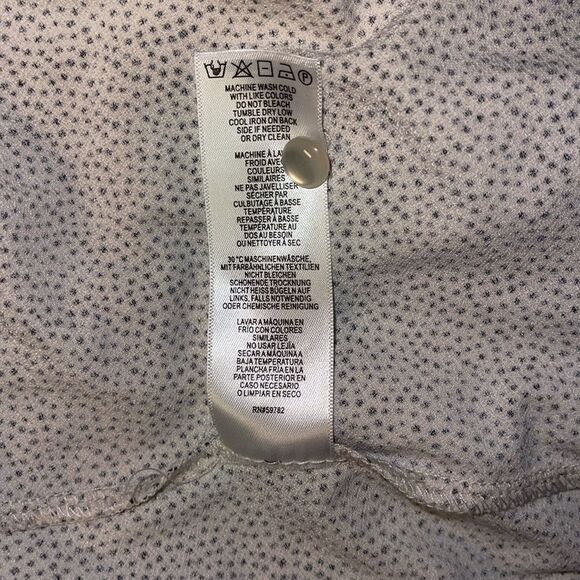 MACHINE WASH COLD
WITH LIKE COLORS
DO NOT BLEACH
TUMBLE DRY LOW
COOL IRON ON BACK
SIDE IF NEEDED
OR DRY CLEAN
MACHINE À
FROID
COULEURS
SIMILAIRES
NE PAS JAVELLISER
SÉCHER PAR
CULBUTAGE À BASSE
TEMPÉRATURE
REPASSER À BASSE
TEMPÉRATURE AU
DOS AU BESOIN
OU NETTOYER À SEC
30 °C MASCHINENWÄSCHE,
MIT FARBÄHNLICHEN TEXTILIEN
NICHT BLEICHEN
SCHONENDE TROCKNUNG
NICHT HEISS BÜGELN AUF
LINKS, FALLS NOTWENDIG
ODER CHEMISCHE REINIGUNG
LAVAR A MÁQUINA EN
FRÍO CON COLORES
SIMILARES
NO USAR LEJÍA
SECAR A MÁQUINA A
BAJA TEMPERATURA
PLANCHA FRÍA EN LA
PARTE POSTERIOR EN
CASO NECESARIO
O LIMPIAR EN SECO
RN#59782